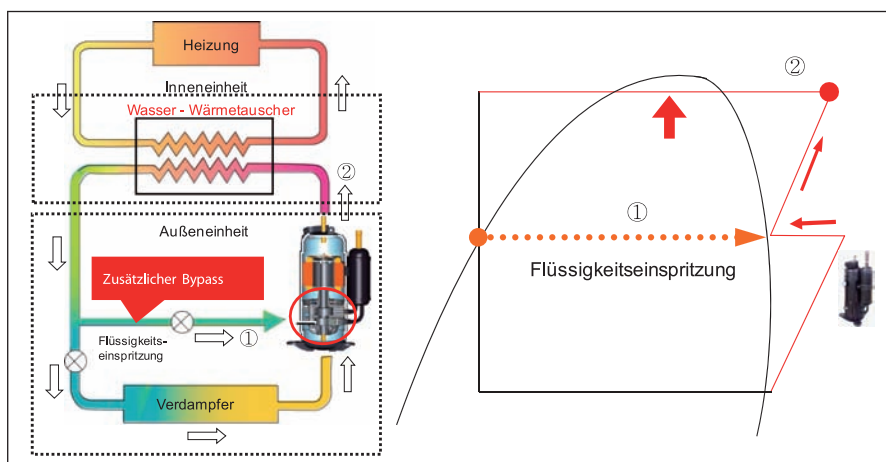 Heizung
Inneneinheit
Wasser - Wärmetauscher
②
Außeneinheit
Zusätzlicher Bypass
Flüssigkeits-
einspritzung
①
Verdampfer
②
①
Flüssigkeitseinspritzung